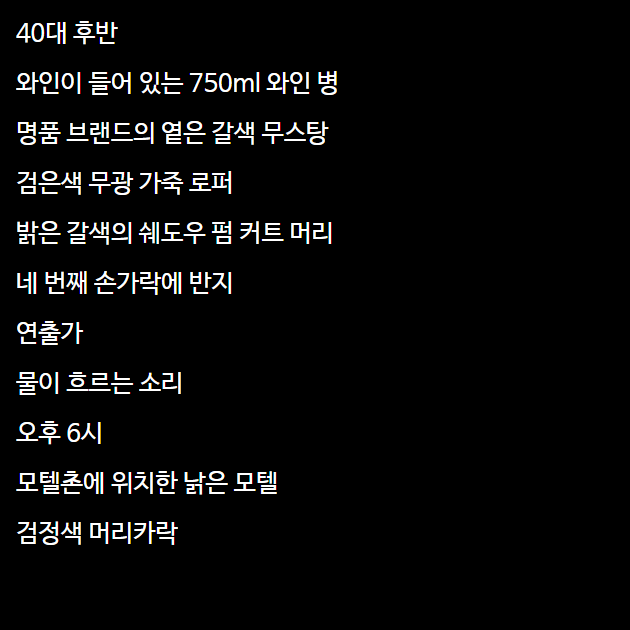 40대 후반
와인이 들어 있는 750ml 와인 병
명품 브랜드의 옅은 갈색 무스탕
검은색 무광 가죽 로퍼
밝은 갈색의 쉐도우 펌 커트 머리
네 번째 손가락에 반지
연출가
물이 흐르는 소리
오후 6시
모텔촌에 위치한 낡은 모텔
검정색 머리카락